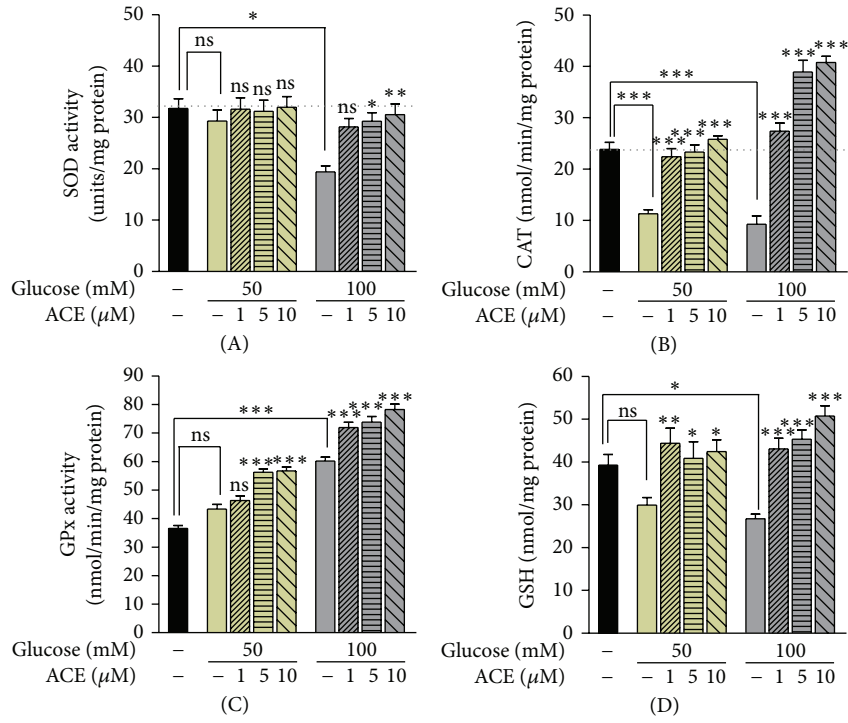 SOD activity
(units/mg protein)
50
40
30
20
10
0
ns
*
ns
ns
ns
ns
*
**
Glucose (mM)
–
50
100
ACE (μM)
–
– 1 5 10
– 1 5 10
(A)
CAT (nmol/min/mg protein)
50
40
30
20
10
0
***
***
***
***
***
***
***
***
Glucose (mM)
–
50
100
ACE (μM)
–
– 1 5 10
– 1 5 10
(B)
GPx activity
(nmol/min/mg protein)
90
80
70
60
50
40
30
20
10
0
ns
***
ns
***
***
***
***
***
Glucose (mM)
–
50
100
ACE (μM)
–
– 1 5 10
– 1 5 10
(C)
GSH (nmol/mg protein)
60
50
40
30
20
10
0
ns
*
**
*
*
***
***
***
Glucose (mM)
–
50
100
ACE (μM)
–
– 1 5 10
– 1 5 10
(D)